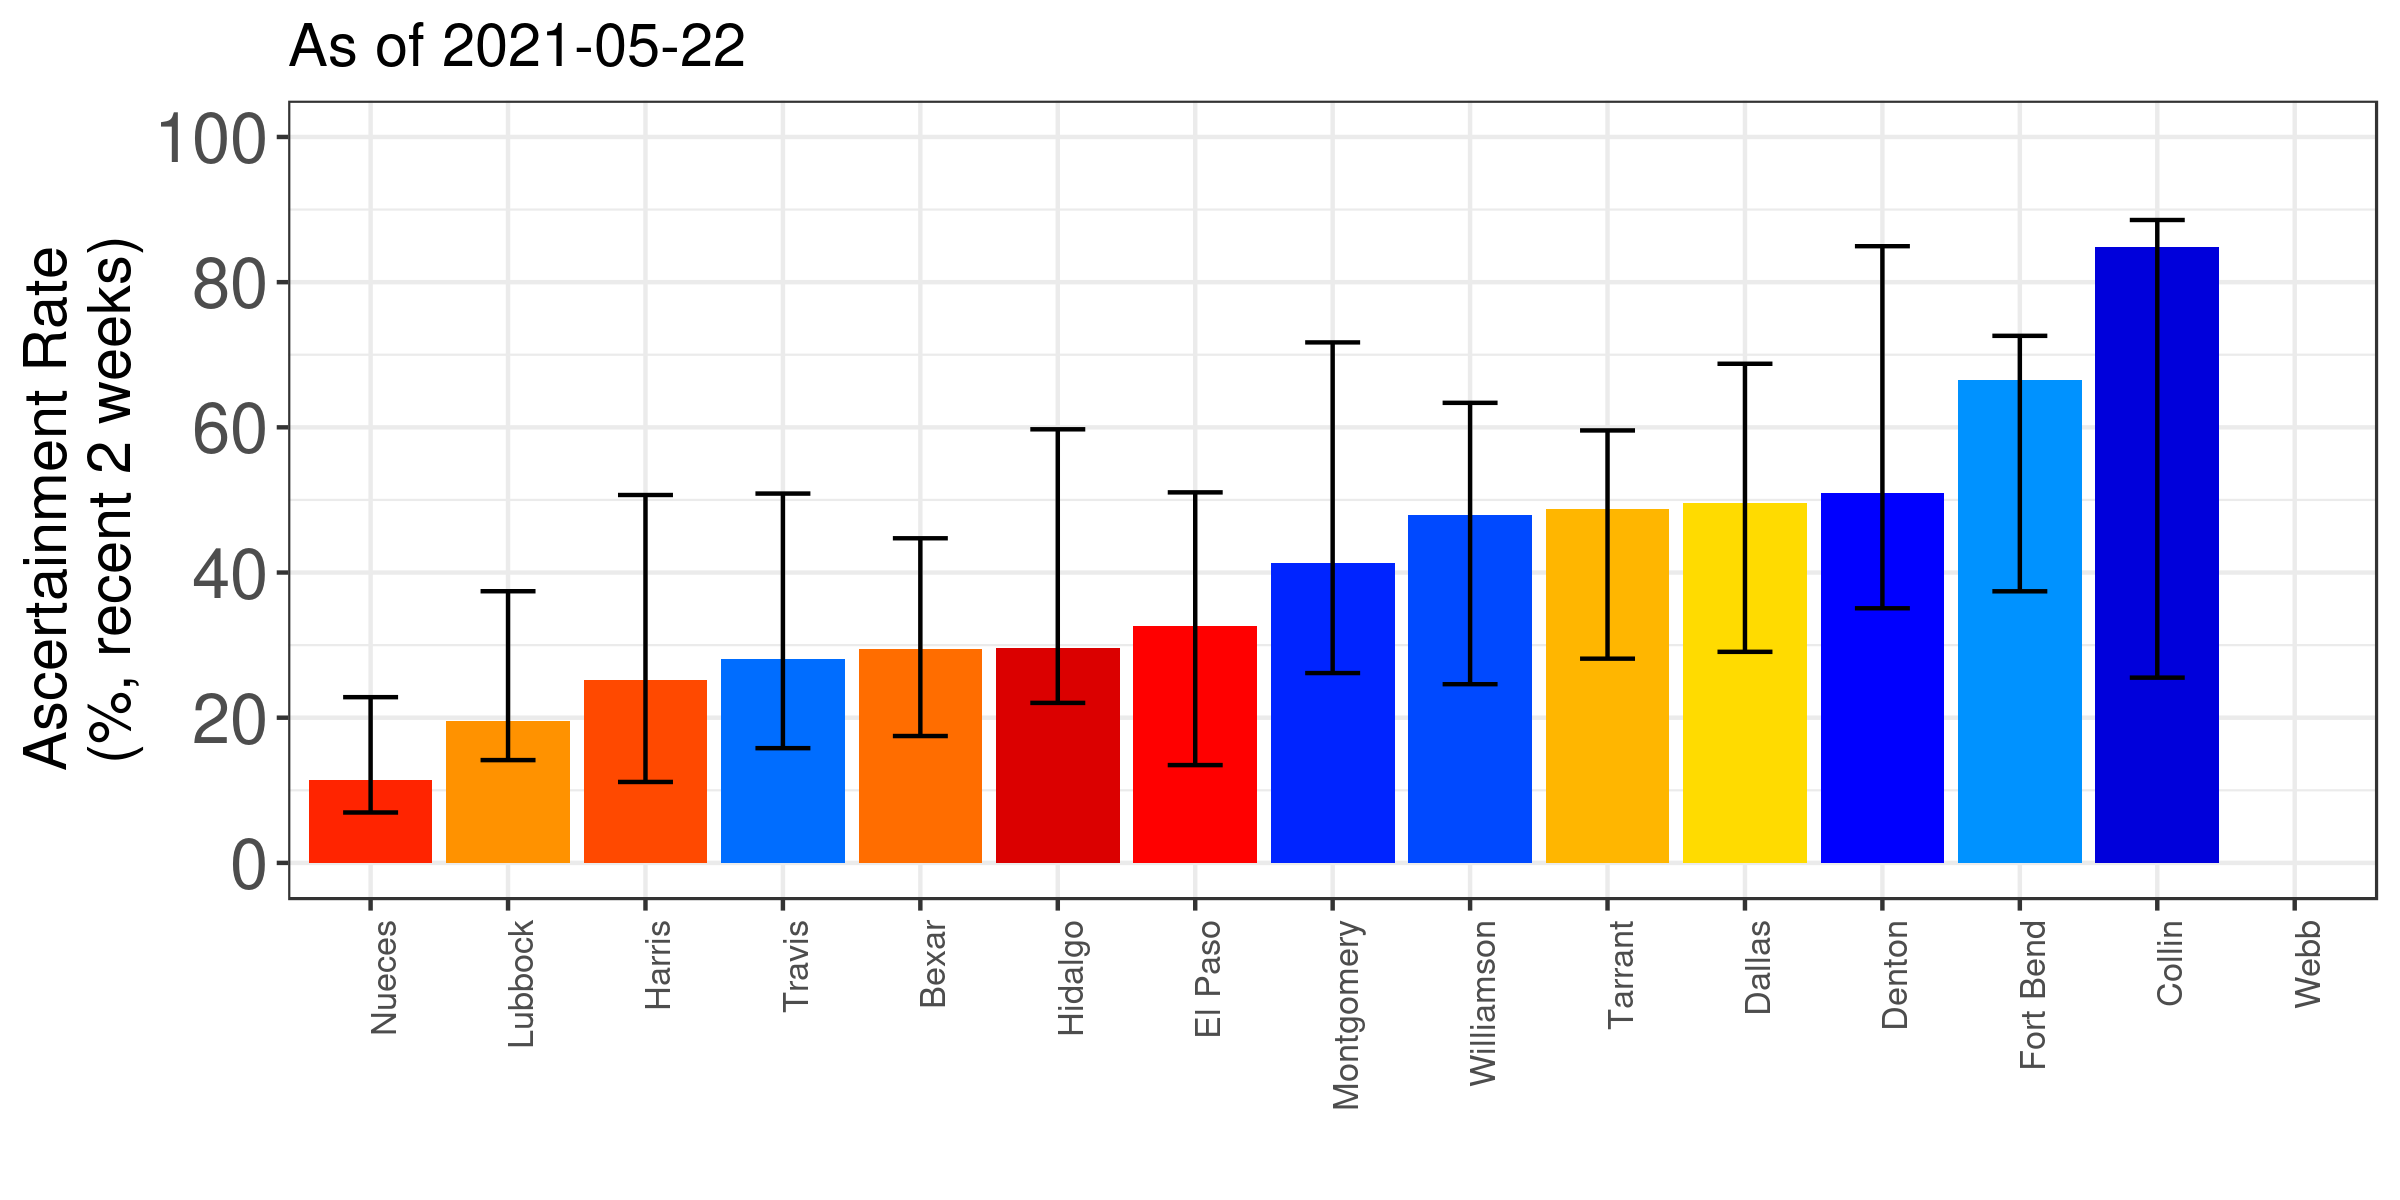 As of 2021-05-22
Ascertainment Rate
(%, recent 2 weeks)
100
80
60
40
20
0
Nueces
Lubbock
Harris
Travis
Bexar
Hidalgo
El Paso
Montgomery
Williamson
Tarrant
Dallas
Denton
Fort Bend
Collin
Webb